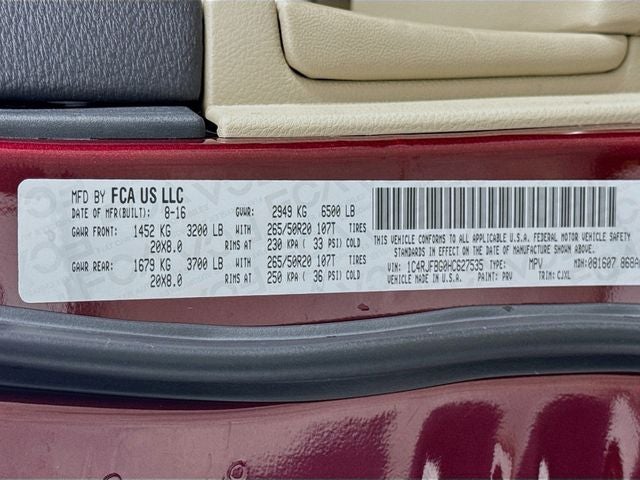 MFD BY FCA US LLC
DATE OF MFR(BUILT): 8-16 GVWR: 2949 KG 6500 LB
GAWR FRONT: 1452 KG 3200 LB WITH 265/50R20 107T TIRES
20X8.0 RIMS AT 230 KPA ( 33 PSI) COLD
GAWR REAR: 1679 KG 3700 LB WITH 265/50R20 107T TIRES
20X8.0 RIMS AT 250 KPA ( 36 PSI) COLD
THIS VEHICLE CONFORMS TO ALL APPLICABLE U.S.A. FEDERAL MOTOR VEHICLE SAFETY
STANDARDS IN EFFECT ON THE DATE OF MANUFACTURE SHOWN ABOVE.
VIN: 1C4RJFBG0HC627535 TYPE: MPV MDH: 081607
VEHICLE MADE IN U.S.A. PAINT: PRV TRIM: CJXL